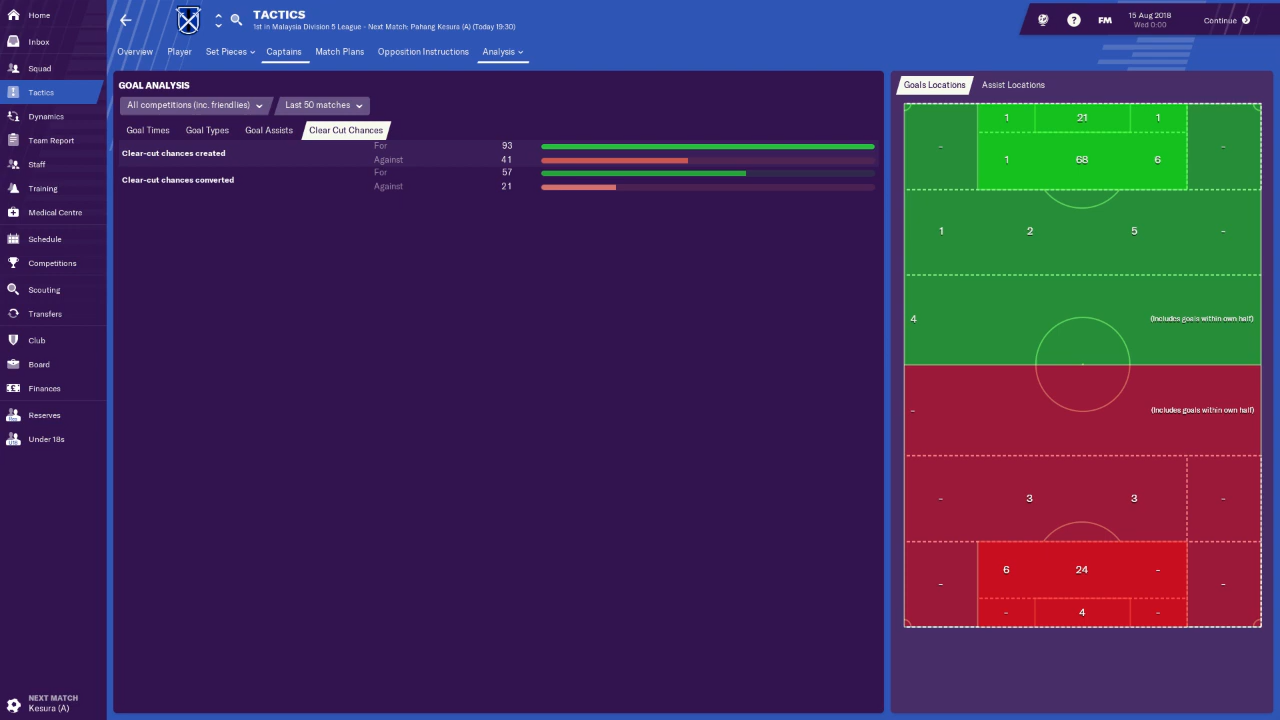 Home
Inbox
Squad
Tactics
Dynamics
Team Report
Staff
Training
Medical Centre
Schedule
Competitions
Scouting
Transfers
Club
Board
Finances
Reserves
Under 18s
NEXT MATCH
Kesura (A)
TACTICS
1st in Malaysia Division 5 League - Next Match: Pahang Kesura (A) (Today 19:30)
FM
15 Aug 2018
Wed 0:00
Continue
Overview Player Set Pieces Captains Match Plans Opposition Instructions Analysis
GOAL ANALYSIS
All competitions (inc. friendlies) Last 50 matches
Goal Times Goal Types Goal Assists Clear Cut Chances
Clear-cut chances created
For 93
Against 41
Clear-cut chances converted
For 57
Against 21
Goals Locations Assist Locations
1 21 1
- 1 68 6 -
1 2 5 -
4 (Includes goals within own half)
- (Includes goals within own half)
- 3 3 -
6 24 -
- -
- 4 -